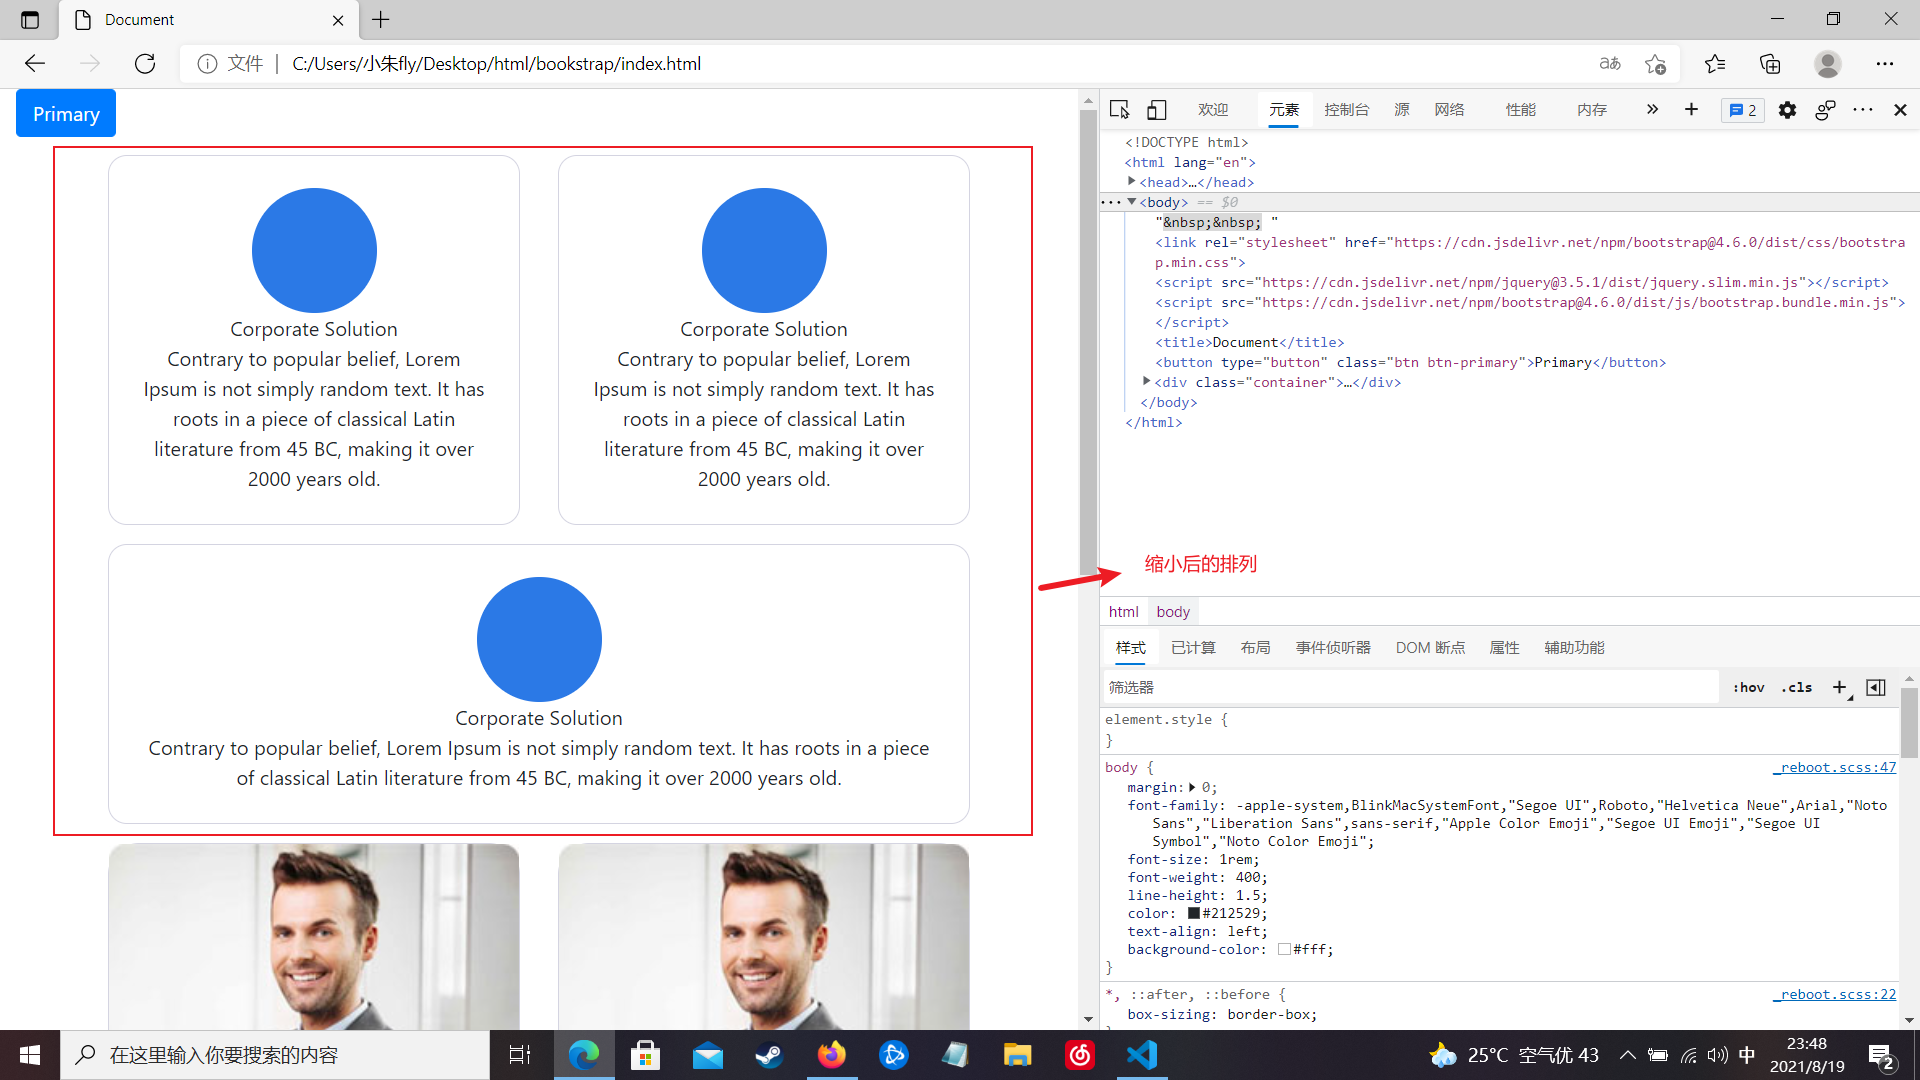 Document
文件
C:/Users/小朱fly/Desktop/html/bookstrap/index.html
Primary
Corporate Solution
Contrary to popular belief, Lorem
Ipsum is not simply random text. It has
roots in a piece of classical Latin
literature from 45 BC, making it over
2000 years old.
Corporate Solution
Contrary to popular belief, Lorem
Ipsum is not simply random text. It has
roots in a piece of classical Latin
literature from 45 BC, making it over
2000 years old.
Corporate Solution
Contrary to popular belief, Lorem Ipsum is not simply random text. It has roots in a piece
of classical Latin literature from 45 BC, making it over 2000 years old.
欢迎 元素 控制台 源 网络 性能 内存 2
<!DOCTYPE html>
<html lang="en">
<head>…</head>
<body> == $0
"&nbsp;&nbsp; "
<link rel="stylesheet" href="https://cdn.jsdelivr.net/npm/bootstrap@4.6.0/dist/css/bootstra
p.min.css">
<script src="https://cdn.jsdelivr.net/npm/jquery@3.5.1/dist/jquery.slim.min.js"></script>
<script src="https://cdn.jsdelivr.net/npm/bootstrap@4.6.0/dist/js/bootstrap.bundle.min.js">
</script>
<title>Document</title>
<button type="button" class="btn btn-primary">Primary</button>
<div class="container">…</div>
</body>
</html>
缩小后的排列
html body
样式 已计算 布局 事件侦听器 DOM 断点 属性 辅助功能
筛选器 :hov .cls
element.style {
}
body { _reboot.scss:47
margin: 0;
font-family: -apple-system,BlinkMacSystemFont,"Segoe UI",Roboto,"Helvetica Neue",Arial,"Noto
Sans","Liberation Sans",sans-serif,"Apple Color Emoji","Segoe UI Emoji","Segoe UI
Symbol","Noto Color Emoji";
font-size: 1rem;
font-weight: 400;
line-height: 1.5;
color: #212529;
text-align: left;
background-color: #fff;
}
*, ::after, ::before { _reboot.scss:22
box-sizing: border-box;
在这里输入你要搜索的内容
25°C 空气优 43
中
23:48
2021/8/19
2